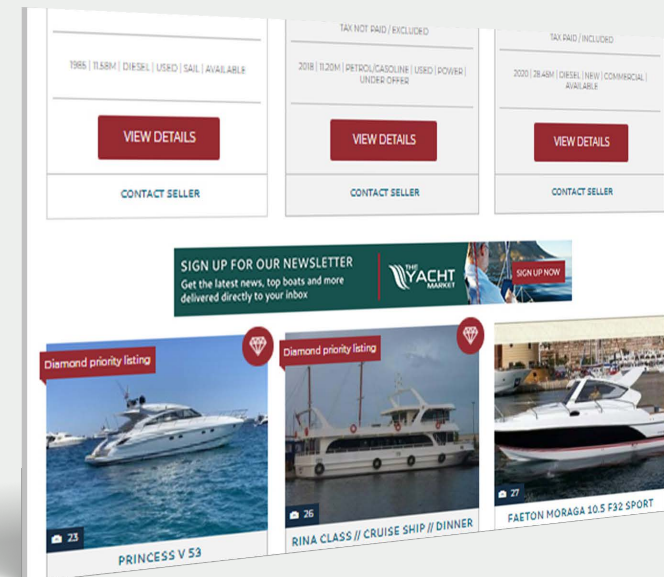 TAX NOT PAID / EXCLUDED
TAX PAID / INCLUDED
1986 | 11.58M | DIESEL | USED | SAIL | AVAILABLE
2018 | 11.20M | PETROL/GASOLINE | USED | POWER |
UNDER OFFER
2020 | 28.48M | DIESEL | NEW | COMMERCIAL |
AVAILABLE
VIEW DETAILS
VIEW DETAILS
VIEW DETAILS
CONTACT SELLER
CONTACT SELLER
CONTACT SELLER
SIGN UP FOR OUR NEWSLETTER
Get the latest news, top boats and more
delivered directly to your inbox
THE
YACHT
MARKET
SIGN UP NOW
Diamond priority listing
Diamond priority listing
23
26
27
PRINCESS V 53
RINA CLASS // CRUISE SHIP // DINNER
FAETON MORAGA 10.5 F32 SPORT